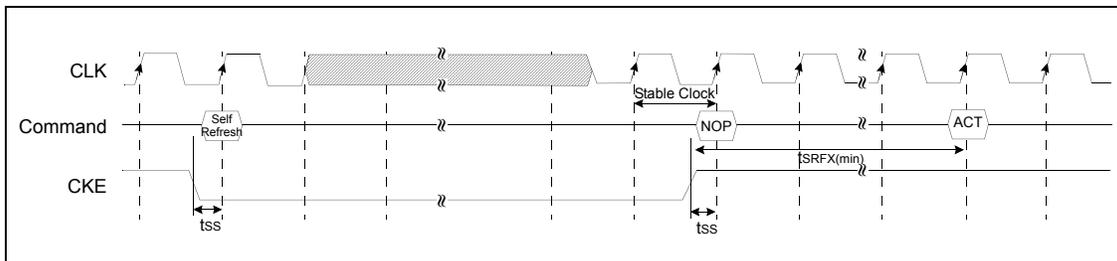 CLK
Stable Clock
Command
Self
Refresh
NOP
ACT
tSRFX(min)
CKE
tss
tss